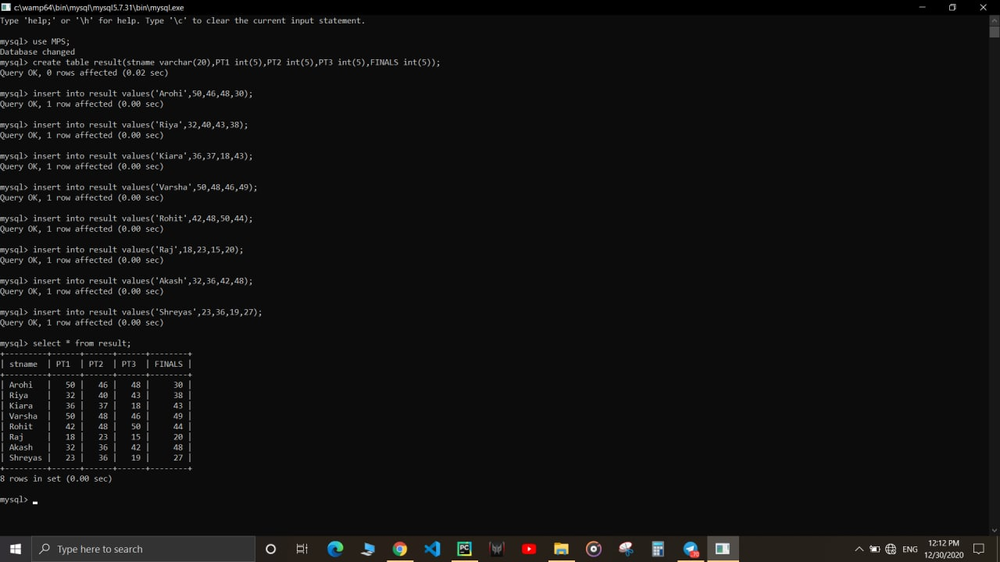 c:\wamp64\bin\mysql\mysql5.7.31\bin\mysql.exe
Type 'help;' or '\h' for help. Type '\c' to clear the current input statement.
mysql> use MPS;
Database changed
mysql> create table result(stname varchar(20),PT1 int(5),PT2 int(5),PT3 int(5),FINALS int(5));
Query OK, 0 rows affected (0.02 sec)
mysql> insert into result values('Arohi',50,46,48,30);
Query OK, 1 row affected (0.00 sec)
mysql> insert into result values('Riya',32,40,43,38);
Query OK, 1 row affected (0.00 sec)
mysql> insert into result values('Kiara',36,37,18,43);
Query OK, 1 row affected (0.00 sec)
mysql> insert into result values('Varsha',50,48,46,49);
Query OK, 1 row affected (0.00 sec)
mysql> insert into result values('Rohit',42,48,50,44);
Query OK, 1 row affected (0.00 sec)
mysql> insert into result values('Raj',18,23,15,20);
Query OK, 1 row affected (0.00 sec)
mysql> insert into result values('Akash',32,36,42,48);
Query OK, 1 row affected (0.00 sec)
mysql> insert into result values('Shreyas',23,36,19,27);
Query OK, 1 row affected (0.00 sec)
mysql> select * from result;
+---------+------+------+------+--------+
| stname  | PT1  | PT2  | PT3  | FINALS |
+---------+------+------+------+--------+
| Arohi   |   50 |   46 |   48 |     30 |
| Riya    |   32 |   40 |   43 |     38 |
| Kiara   |   36 |   37 |   18 |     43 |
| Varsha  |   50 |   48 |   46 |     49 |
| Rohit   |   42 |   48 |   50 |     44 |
| Raj     |   18 |   23 |   15 |     20 |
| Akash   |   32 |   36 |   42 |     48 |
| Shreyas |   23 |   36 |   19 |     27 |
+---------+------+------+------+--------+
8 rows in set (0.00 sec)
mysql> _
Type here to search
PC
ENG
12:12 PM
12/30/2020